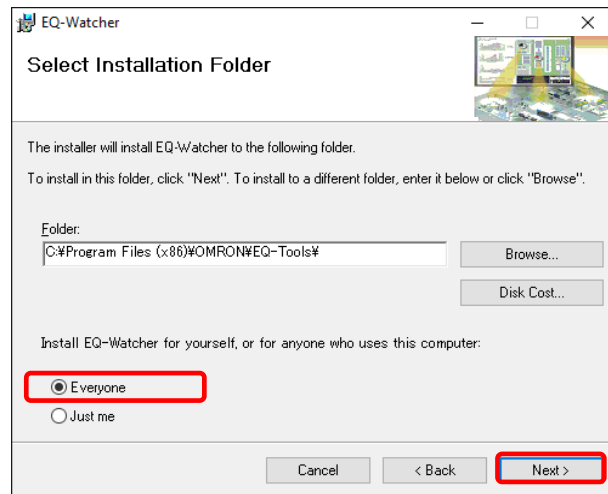 EQ-Watcher
Select Installation Folder
The installer will install EQ-Watcher to the following folder.
To install in this folder, click "Next". To install to a different folder, enter it below or click "Browse".
Folder:
C:¥Program Files (x86)¥OMRON¥EQ-Tools¥
Browse...
Disk Cost...
Install EQ-Watcher for yourself, or for anyone who uses this computer:
Everyone
Just me
Cancel
< Back
Next >